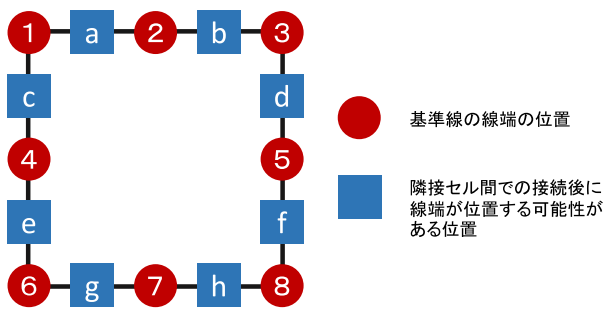 1 a 2 b 3
c d
4 5
e f
6 g 7 h 8
基準線の線端の位置
隣接セル間での接続後に
線端が位置する可能性が
ある位置